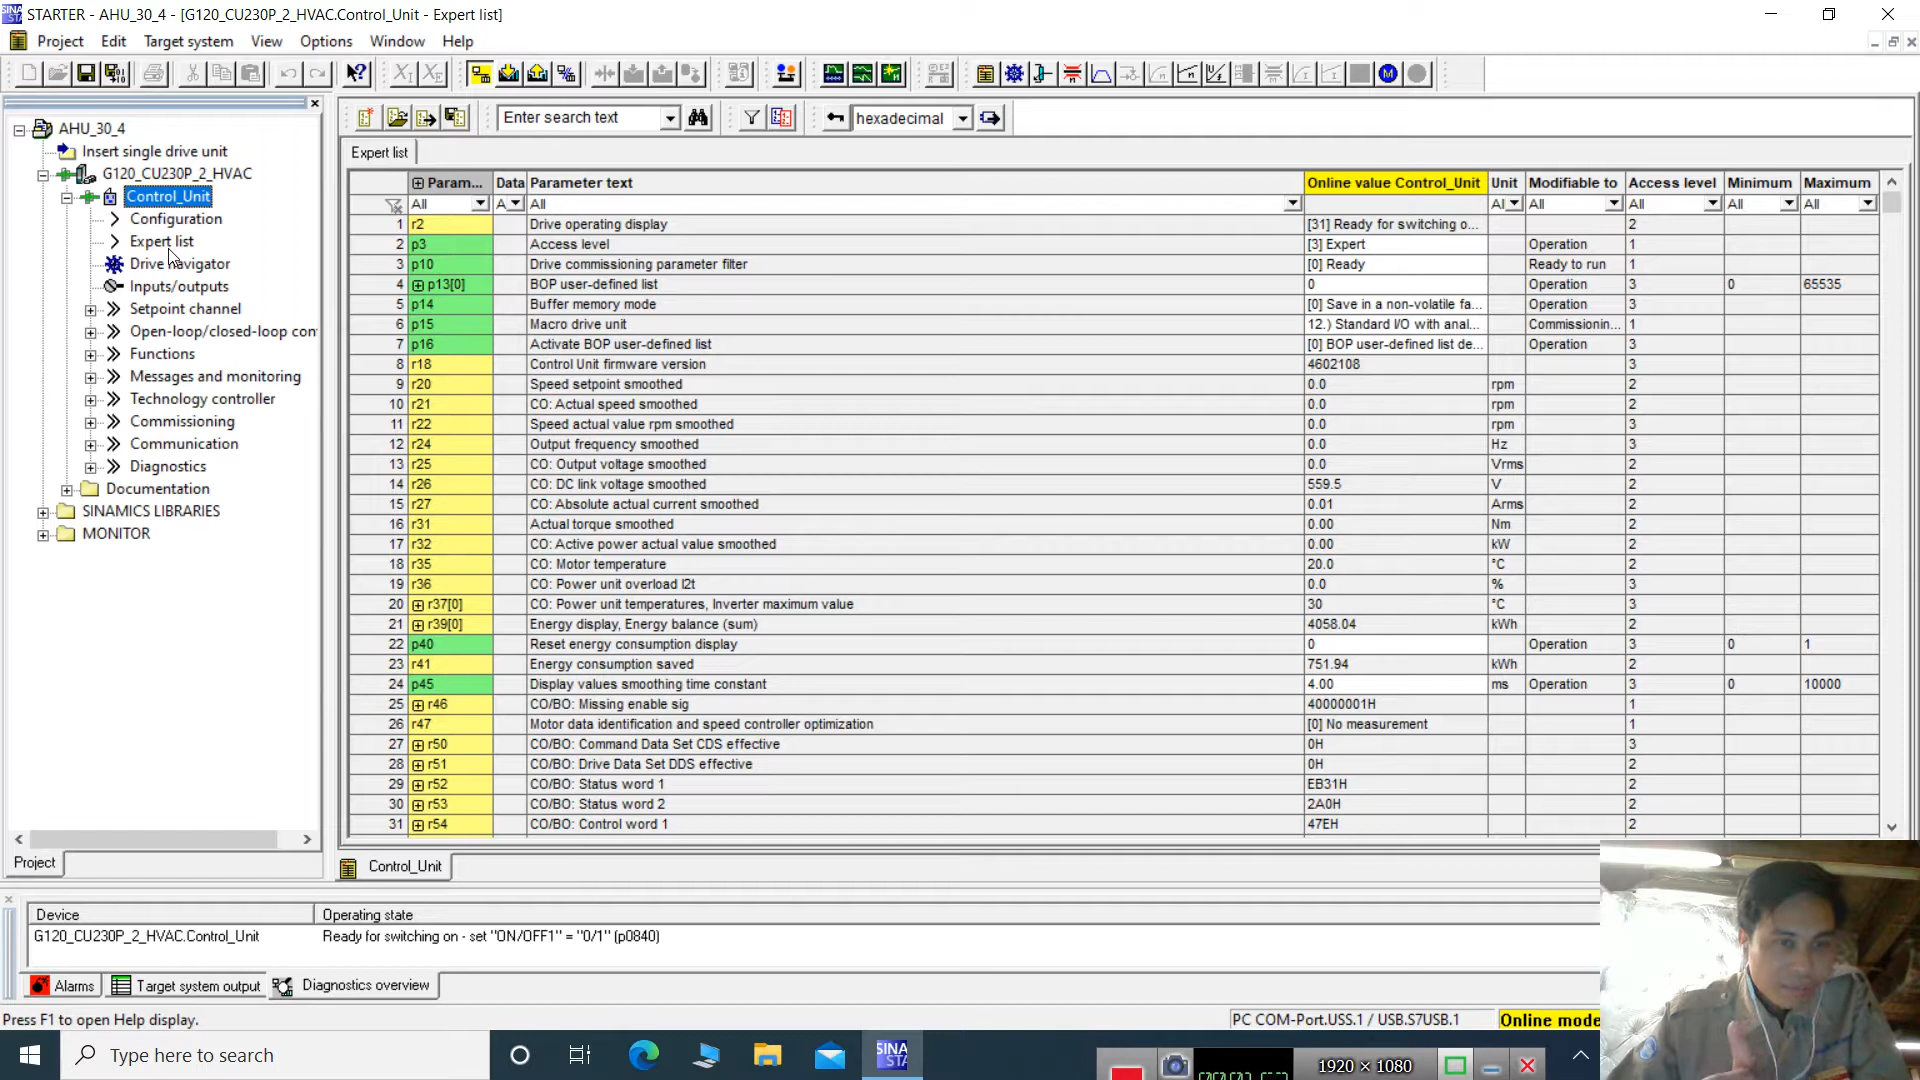 STARTER - AHU_30_4 - [G120_CU230P_2_HVAC.Control_Unit - Expert list]
Project Edit Target system View Options Window Help
Enter search text
hexadecimal
AHU_30_4
Insert single drive unit
G120_CU230P_2_HVAC
Control_Unit
Configuration
Expert list
Drive navigator
Inputs/outputs
Setpoint channel
Open-loop/closed-loop con
Functions
Messages and monitoring
Technology controller
Commissioning
Communication
Diagnostics
Documentation
SINAMICS LIBRARIES
MONITOR
Project
Expert list
Param... Data Parameter text Online value Control_Unit Unit Modifiable to Access level Minimum Maximum
All A All Al All All All All
1 r2 Drive operating display [31] Ready for switching o... 2
2 p3 Access level [3] Expert Operation 1
3 p10 Drive commissioning parameter filter [0] Ready Ready to run 1
4 p13[0] BOP user-defined list 0 Operation 3 0 65535
5 p14 Buffer memory mode [0] Save in a non-volatile fa... Operation 3
6 p15 Macro drive unit 12.) Standard I/O with anal... Commissionin... 1
7 p16 Activate BOP user-defined list [0] BOP user-defined list de... Operation 3
8 r18 Control Unit firmware version 4602108 3
9 r20 Speed setpoint smoothed 0.0 rpm 2
10 r21 CO: Actual speed smoothed 0.0 rpm 2
11 r22 Speed actual value rpm smoothed 0.0 rpm 3
12 r24 Output frequency smoothed 0.0 Hz 3
13 r25 CO: Output voltage smoothed 0.0 Vrms 2
14 r26 CO: DC link voltage smoothed 559.5 V 2
15 r27 CO: Absolute actual current smoothed 0.01 Arms 2
16 r31 Actual torque smoothed 0.00 Nm 2
17 r32 CO: Active power actual value smoothed 0.00 kW 2
18 r35 CO: Motor temperature 20.0 °C 2
19 r36 CO: Power unit overload I2t 0.0 % 3
20 r37[0] CO: Power unit temperatures, Inverter maximum value 30 °C 3
21 r39[0] Energy display, Energy balance (sum) 4058.04 kWh 2
22 p40 Reset energy consumption display 0 Operation 3 0 1
23 r41 Energy consumption saved 751.94 kWh 2
24 p45 Display values smoothing time constant 4.00 ms Operation 3 0 10000
25 r46 CO/BO: Missing enable sig 40000001H 1
26 r47 Motor data identification and speed controller optimization [0] No measurement 1
27 r50 CO/BO: Command Data Set CDS effective 0H 3
28 r51 CO/BO: Drive Data Set DDS effective 0H 2
29 r52 CO/BO: Status word 1 EB31H 2
30 r53 CO/BO: Status word 2 2A0H 2
31 r54 CO/BO: Control word 1 47EH 2
Control_Unit
Device Operating state
G120_CU230P_2_HVAC.Control_Unit Ready for switching on - set "ON/OFF1" = "0/1" (p0840)
Alarms Target system output Diagnostics overview
Press F1 to open Help display. PC COM-Port.USS.1 / USB.S7USB.1 Online mode
Type here to search
SINA
STA
1920 × 1080